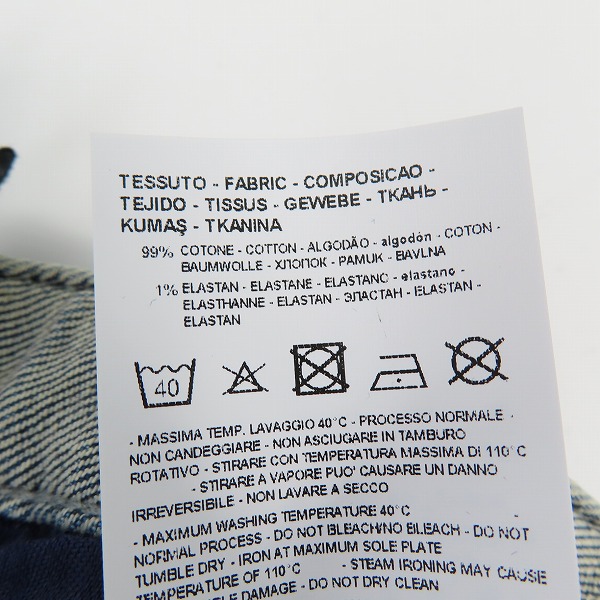 TESSUTO - FABRIC - COMPOSICAO -
TEJIDO - TISSUS - GEWEBE - ТКАНЬ -
KUMAŞ - TKANINA
99% COTONE - COTTON - ALGODÃO - algodón - COTON -
BAUMWOLLE - ХЛОПОК - PAMUK - BAVLNA
1% ELASTAN - ELASTANE - ELASTANO - elastano -
ELASTHANNE - ELASTAN - ЭЛАСТАН - ELASTAN -
ELASTAN
40
- MASSIMA TEMP. LAVAGGIO 40°C - PROCESSO NORMALE -
NON CANDEGGIARE - NON ASCIUGARE IN TAMBURO
ROTATIVO - STIRARE CON TEMPERATURA MASSIMA DI 110°C
- STIRARE A VAPORE PUO' CAUSARE UN DANNO
IRREVERSIBILE - NON LAVARE A SECCO
- MAXIMUM WASHING TEMPERATURE 40°C
NORMAL PROCESS - DO NOT BLEACH/NO BLEACH - DO NOT
TUMBLE DRY - IRON AT MAXIMUM SOLE PLATE
TEMPERATURE OF 110°C - STEAM IRONING MAY CAUSE
DAMAGE - DO NOT DRY CLEAN